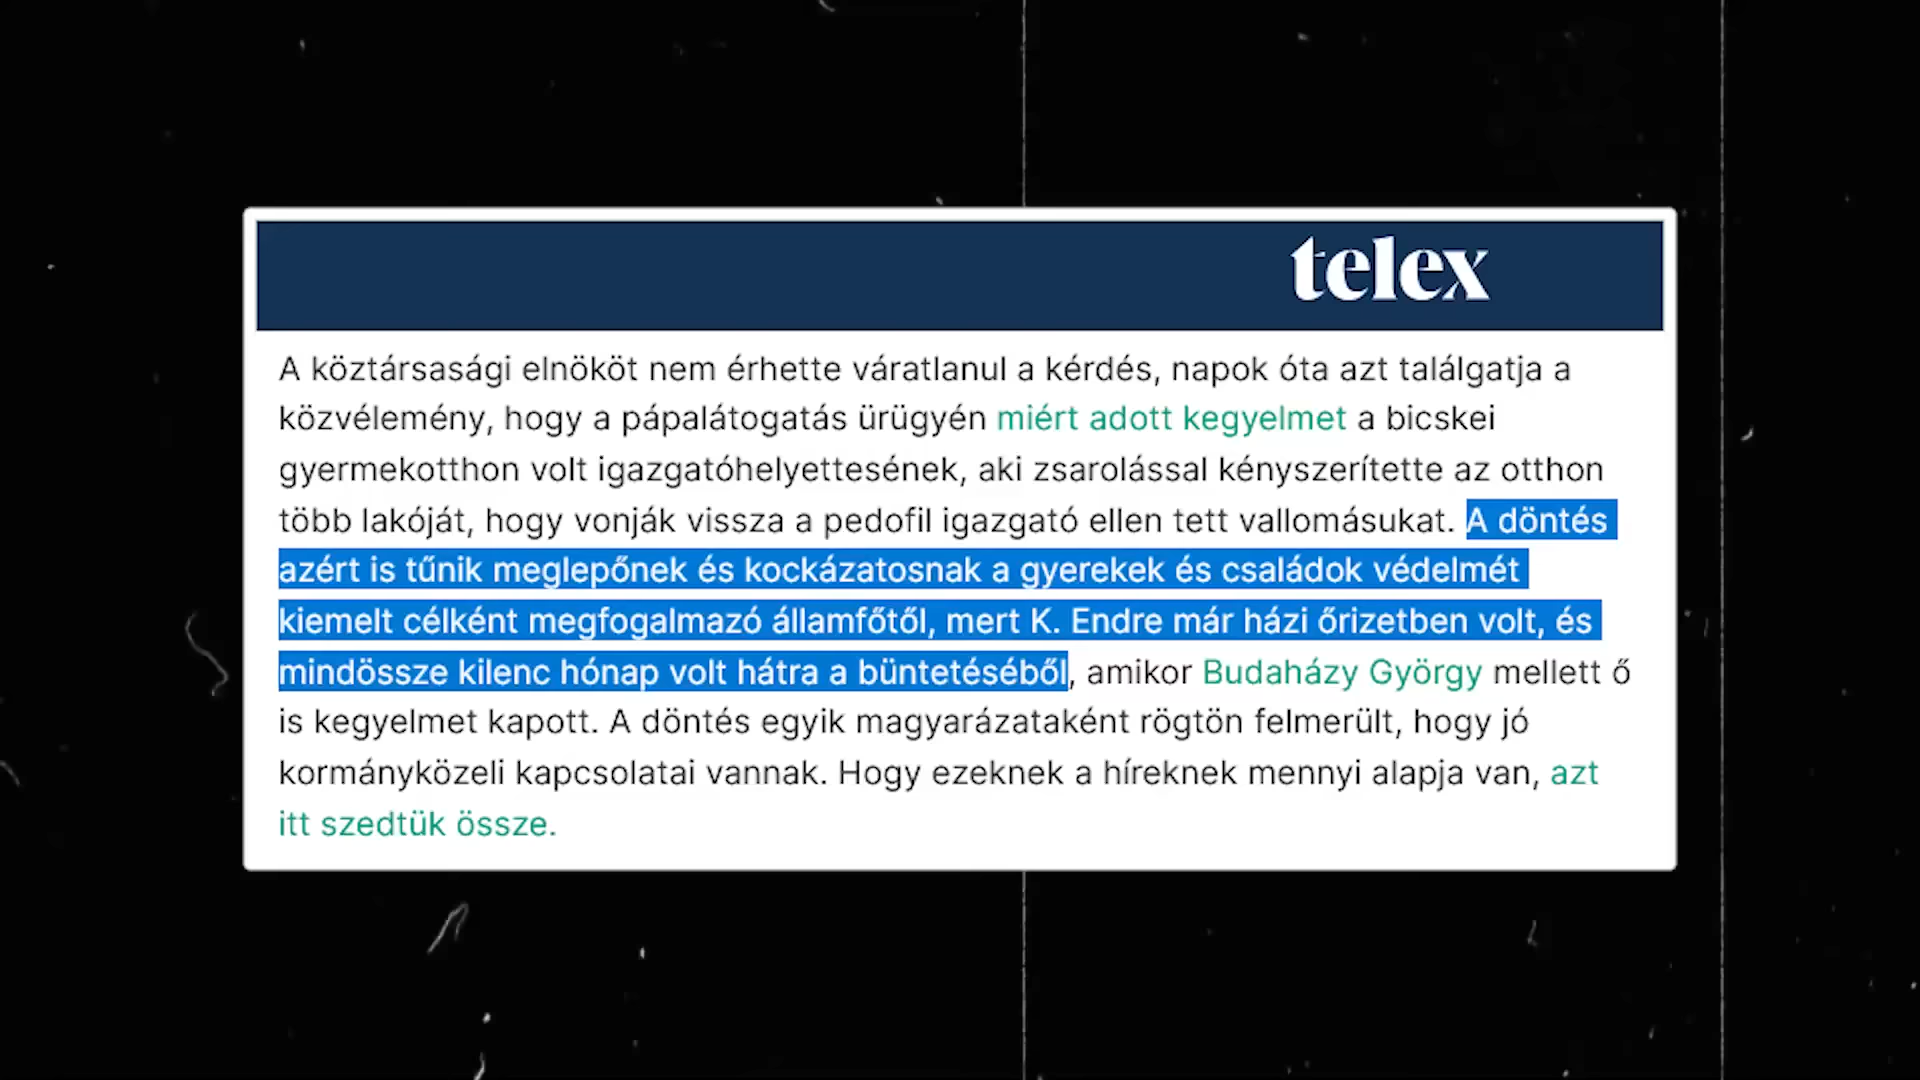 telex
A köztársasági elnököt nem érhette váratlanul a kérdés, napok óta azt találgatja a
közvélemény, hogy a pápalátogatás ürügyén miért adott kegyelmet a bicskei
gyermekotthon volt igazgatóhelyettesének, aki zsarolással kényszerítette az otthon
több lakóját, hogy vonják vissza a pedofil igazgató ellen tett vallomásukat. A döntés
azért is tűnik meglepőnek és kockázatosnak a gyerekek és családok védelmét
kiemelt célként megfogalmazó államfőtől, mert K. Endre már házi őrizetben volt, és
mindössze kilenc hónap volt hátra a büntetéséből, amikor Budaházy György mellett ő
is kegyelmet kapott. A döntés egyik magyarázataként rögtön felmerült, hogy jó
kormányközeli kapcsolatai vannak. Hogy ezeknek a híreknek mennyi alapja van, azt
itt szedtük össze.